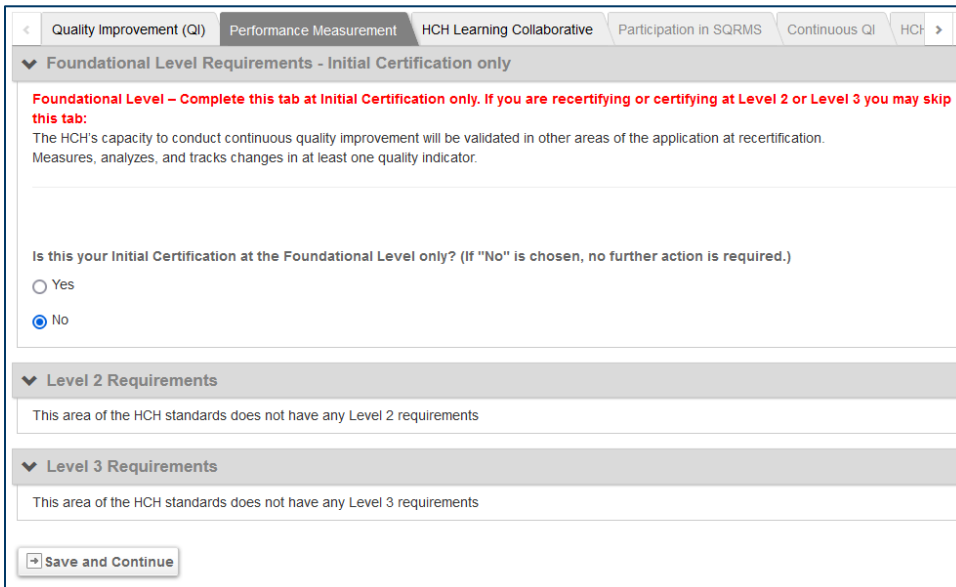 Quality Improvement (QI) Performance Measurement HCH Learning Collaborative Participation in SQRMS Continuous QI HCH
Foundational Level Requirements - Initial Certification only
Foundational Level – Complete this tab at Initial Certification only. If you are recertifying or certifying at Level 2 or Level 3 you may skip
this tab:
The HCH's capacity to conduct continuous quality improvement will be validated in other areas of the application at recertification.
Measures, analyzes, and tracks changes in at least one quality indicator.
Is this your Initial Certification at the Foundational Level only? (If "No" is chosen, no further action is required.)
Yes
No
Level 2 Requirements
This area of the HCH standards does not have any Level 2 requirements
Level 3 Requirements
This area of the HCH standards does not have any Level 3 requirements
Save and Continue